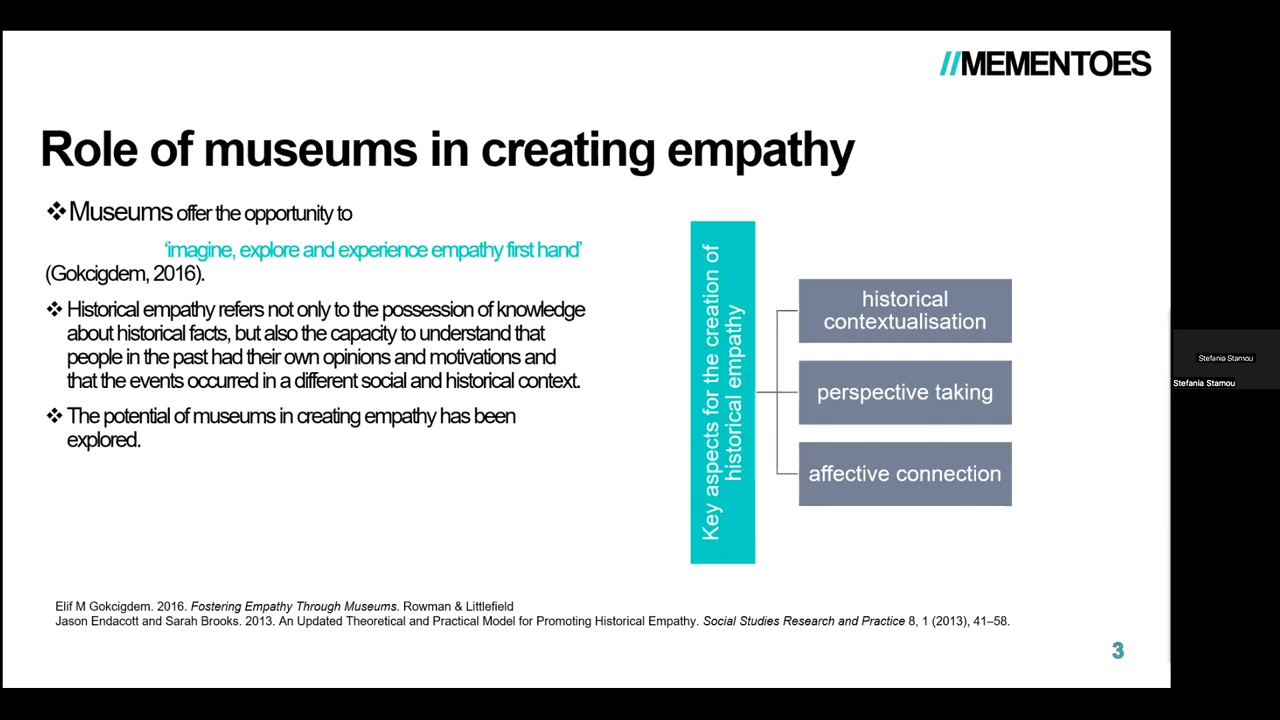 //MEMENTOES
Role of museums in creating empathy
❖Museums offer the opportunity to
‘imagine, explore and experience empathy first hand’
(Gokcigdem, 2016).
❖ Historical empathy refers not only to the possession of knowledge
about historical facts, but also the capacity to understand that
people in the past had their own opinions and motivations and
that the events occurred in a different social and historical context.
❖ The potential of museums in creating empathy has been
explored.
Key aspects for the creation of
historical empathy
historical
contextualisation
perspective taking
affective connection
Stefania Stamou
Stefania Stamou
Elif M Gokcigdem. 2016. Fostering Empathy Through Museums. Rowman & Littlefield
Jason Endacott and Sarah Brooks. 2013. An Updated Theoretical and Practical Model for Promoting Historical Empathy. Social Studies Research and Practice 8, 1 (2013), 41–58.
3